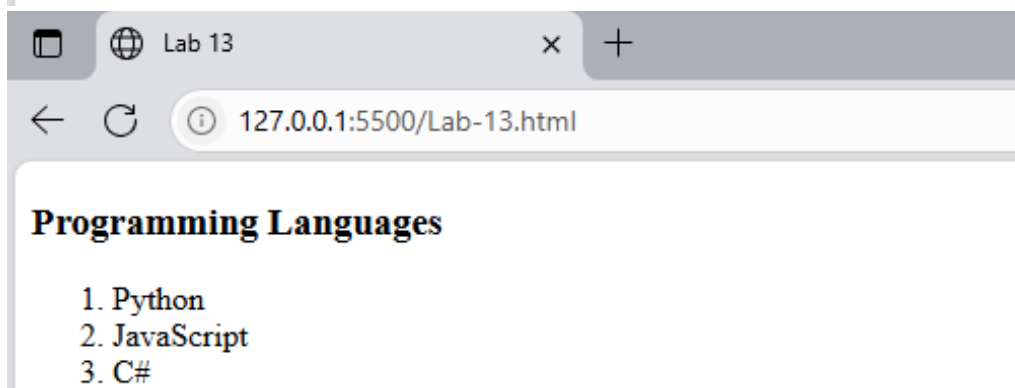 Lab 13
127.0.0.1:5500/Lab-13.html
Programming Languages
1. Python
2. JavaScript
3. C#